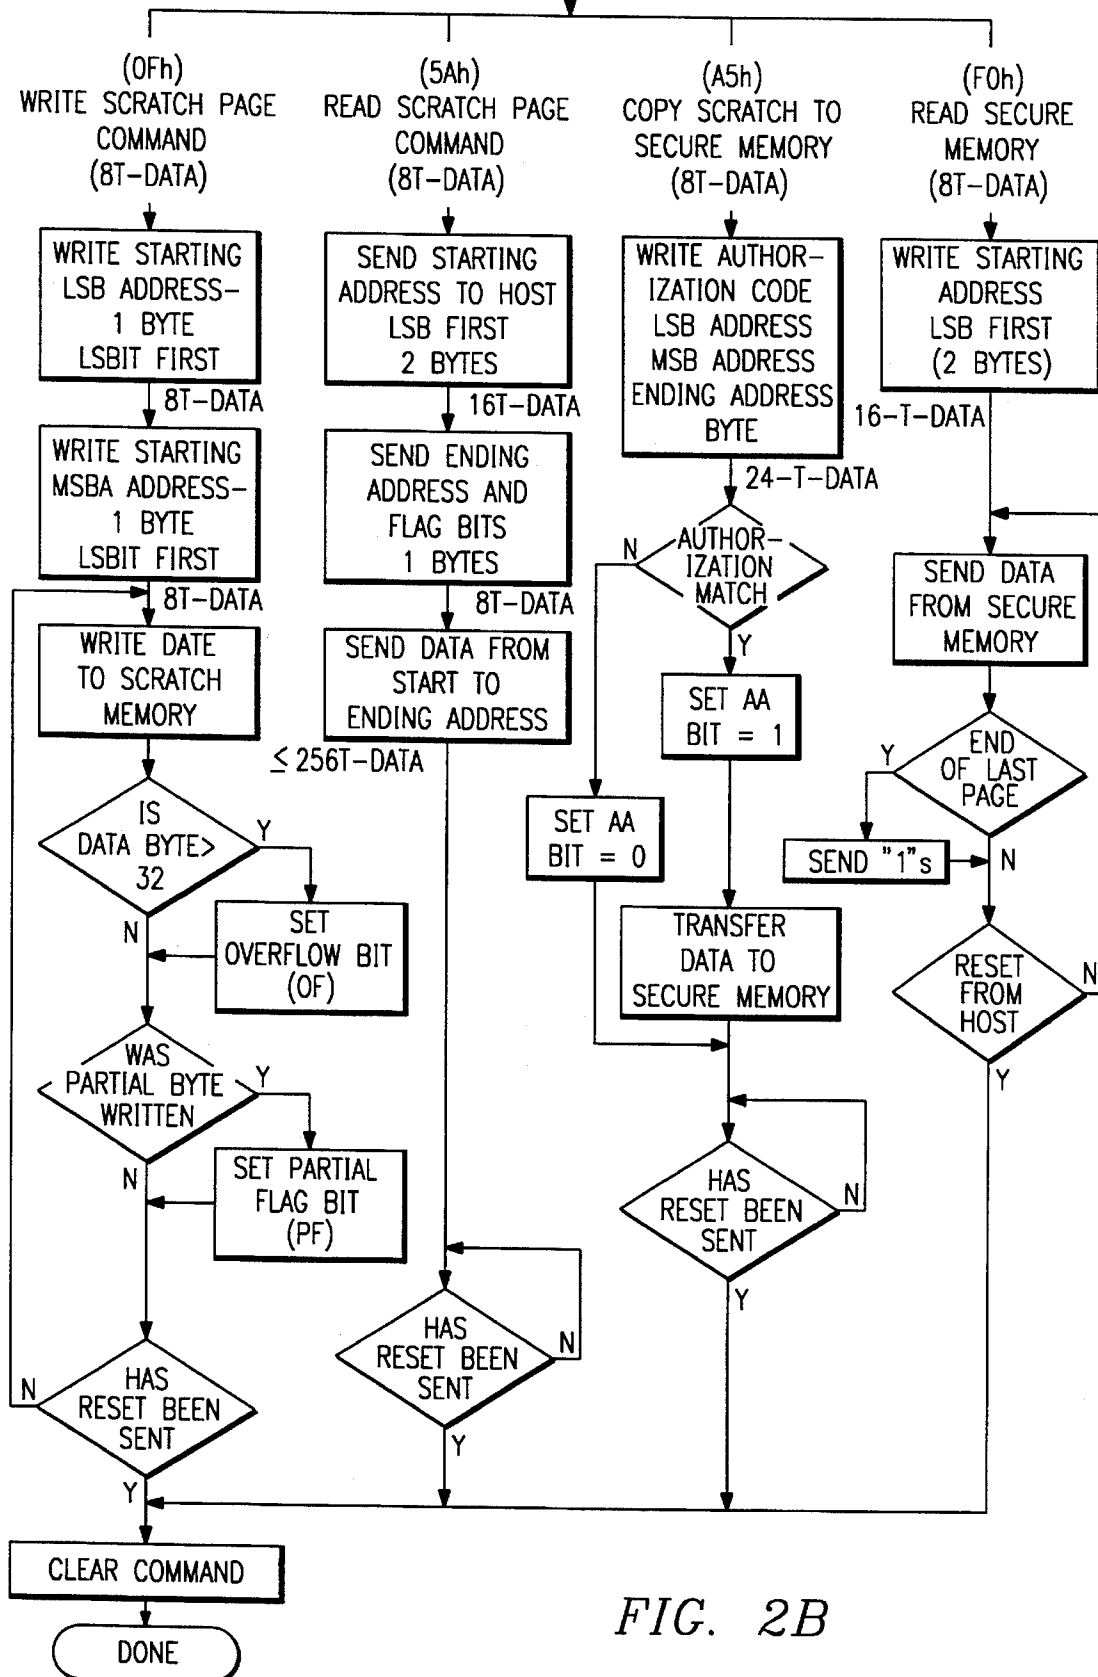 (0Fh)
WRITE SCRATCH PAGE
COMMAND
(8T-DATA)
WRITE STARTING
LSB ADDRESS-
1 BYTE
LSBIT FIRST
8T-DATA
WRITE STARTING
MSBA ADDRESS-
1 BYTE
LSBIT FIRST
8T-DATA
WRITE DATE
TO SCRATCH
MEMORY
IS
DATA BYTE>
32
Y
N
SET
OVERFLOW BIT
(OF)
WAS
PARTIAL BYTE
WRITTEN
Y
N
SET PARTIAL
FLAG BIT
(PF)
HAS
RESET BEEN
SENT
N
Y
CLEAR COMMAND
DONE
(5Ah)
READ SCRATCH PAGE
COMMAND
(8T-DATA)
SEND STARTING
ADDRESS TO HOST
LSB FIRST
2 BYTES
16T-DATA
SEND ENDING
ADDRESS AND
FLAG BITS
1 BYTES
8T-DATA
SEND DATA FROM
START TO
ENDING ADDRESS
≤256T-DATA
HAS
RESET BEEN
SENT
N
Y
(A5h)
COPY SCRATCH TO
SECURE MEMORY
(8T-DATA)
WRITE AUTHOR-
IZATION CODE
LSB ADDRESS
MSB ADDRESS
ENDING ADDRESS
BYTE
24-T-DATA
AUTHOR-
IZATION
MATCH
N
Y
SET AA
BIT = 1
SET AA
BIT = 0
TRANSFER
DATA TO
SECURE MEMORY
HAS
RESET BEEN
SENT
N
Y
(F0h)
READ SECURE
MEMORY
(8T-DATA)
WRITE STARTING
ADDRESS
LSB FIRST
(2 BYTES)
16-T-DATA
SEND DATA
FROM SECURE
MEMORY
END
OF LAST
PAGE
Y
N
SEND "1"s
RESET
FROM
HOST
N
Y
FIG. 2B